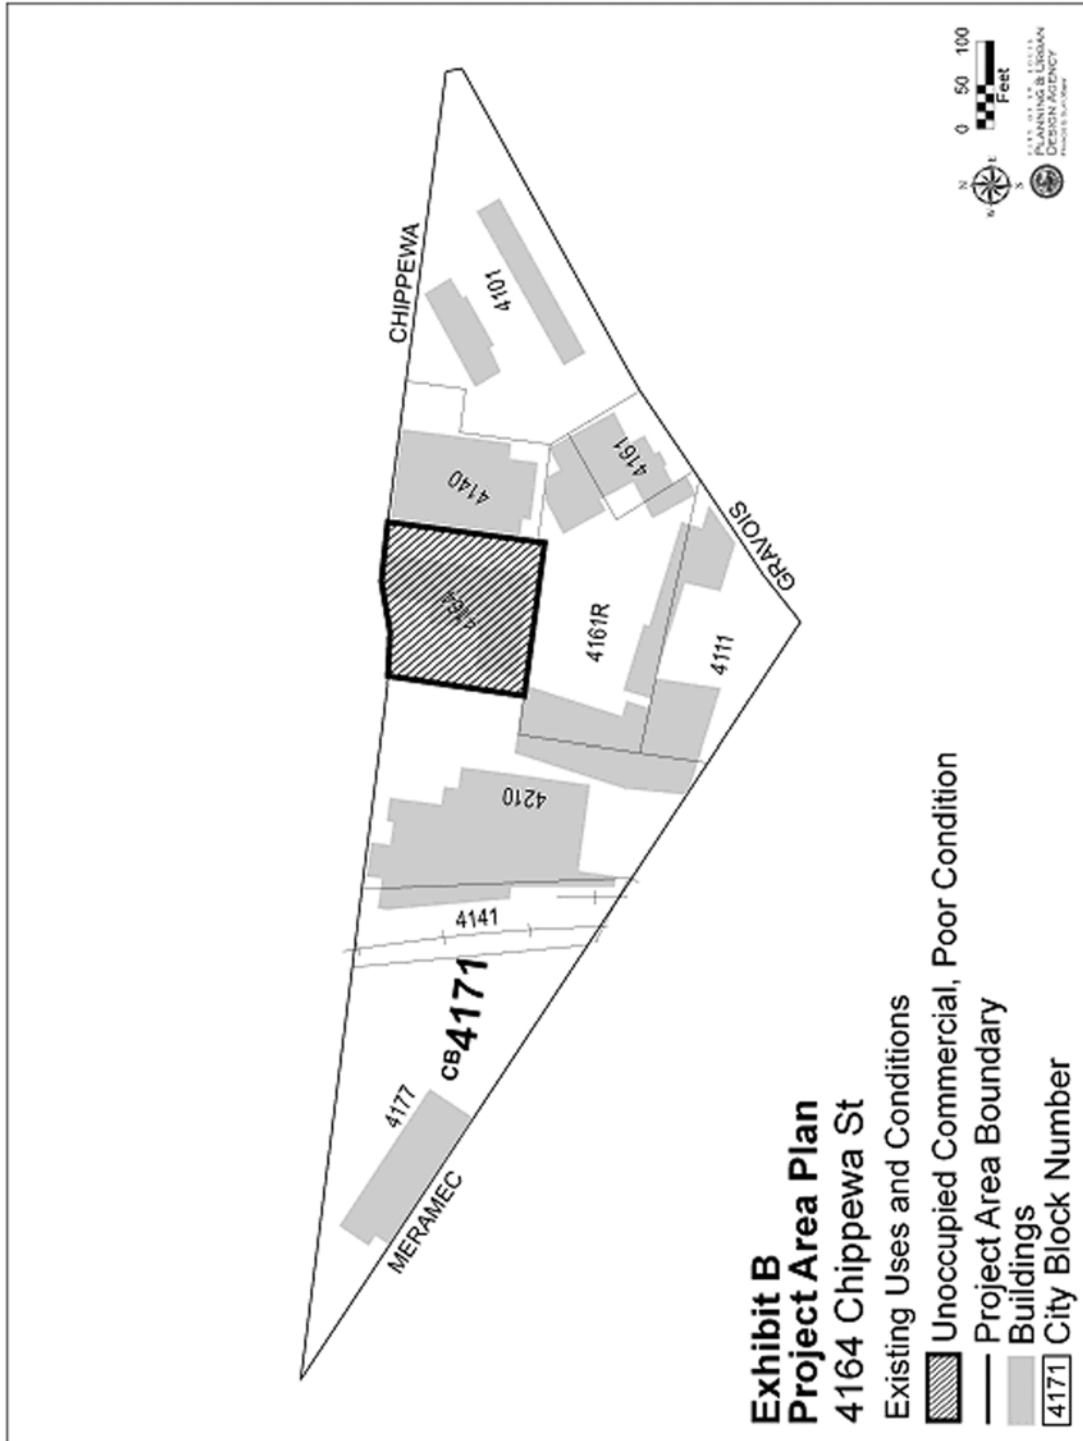 CHIPPEWA
4101
4140
4164
4161
4161R
GRAVOIS
4111
4210
4141
CB4171
4177
MERAMEC
Exhibit B
Project Area Plan
4164 Chippewa St
Existing Uses and Conditions
Unoccupied Commercial, Poor Condition
Project Area Boundary
Buildings
4171 City Block Number
N
E
S
W
0 50 100
Feet
PLANNING & URBAN
DESIGN AGENCY